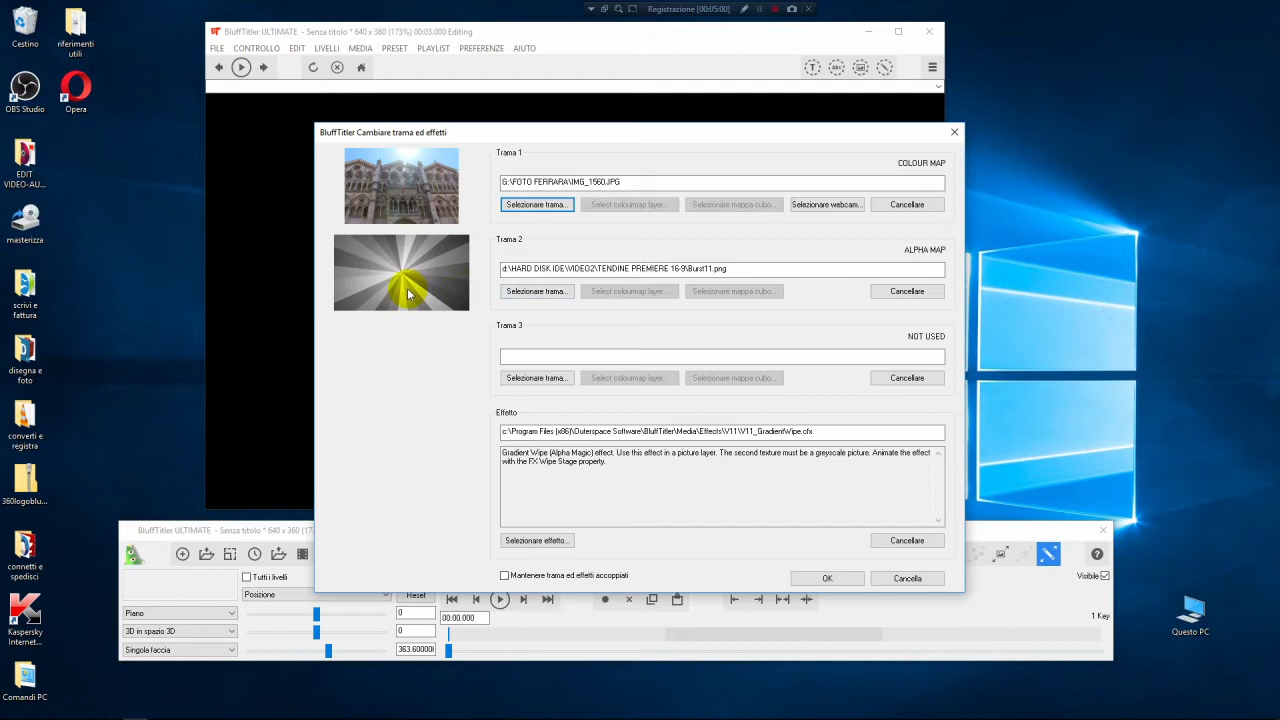 Registrazione [00:05:00]
Cestino
riferimenti
utili
OBS Studio
Opera
EDIT
VIDEO-AU...
masterizza
scrivi e
fattura
disegna
e foto
converti e
registra
360logoblu...
connetti e
spedisci
Kaspersky
Internet...
Comandi PC
Questo PC
BluffTitler ULTIMATE - Senza titolo * 640 x 360 (173%) 00:03.000 Editing
FILE CONTROLLO EDIT LIVELLI MEDIA PRESET PLAYLIST PREFERENZE AIUTO
BluffTitler Cambiare trama ed effetti
Trama 1
COLOUR MAP
G:\FOTO FERRARA\IMG_1560.JPG
Selezionare trama... Select colourmap layer... Selezionare mappa cubo... Selezionare webcam... Cancellare
Trama 2
ALPHA MAP
d:\HARD DISK IDE\VIDEO2\TENDINE PREMIERE 16-9\Burst11.png
Selezionare trama... Select colourmap layer... Selezionare mappa cubo... Cancellare
Trama 3
NOT USED
Selezionare trama... Select colourmap layer... Selezionare mappa cubo... Cancellare
Effetto
c:\Program Files (x86)\Outerspace Software\BluffTitler\Media\Effects\V11\V11_GradientWipe.cfx
Gradient Wipe (Alpha Magic) effect. Use this effect in a picture layer. The second texture must be a greyscale picture. Animate the effect
with the FX Wipe Stage property.
Selezionare effetto... Cancellare
Mantenere trama ed effetti accoppiati
OK Cancella
BluffTitler ULTIMATE - Senza titolo * 640 x 360 (17
Tutti i livelli
Visibile
Posizione
Reset
Piano
0
00:00.000
1 Key
3D in spazio 3D
0
Singola faccia
363.60000